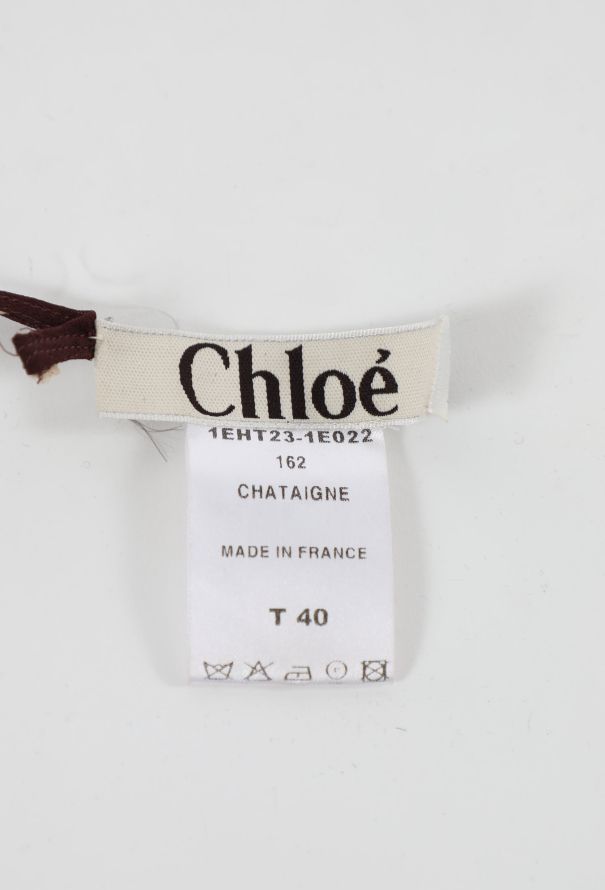 Chloé
1EHT23-1E022
162
CHATAIGNE
MADE IN FRANCE
T 40